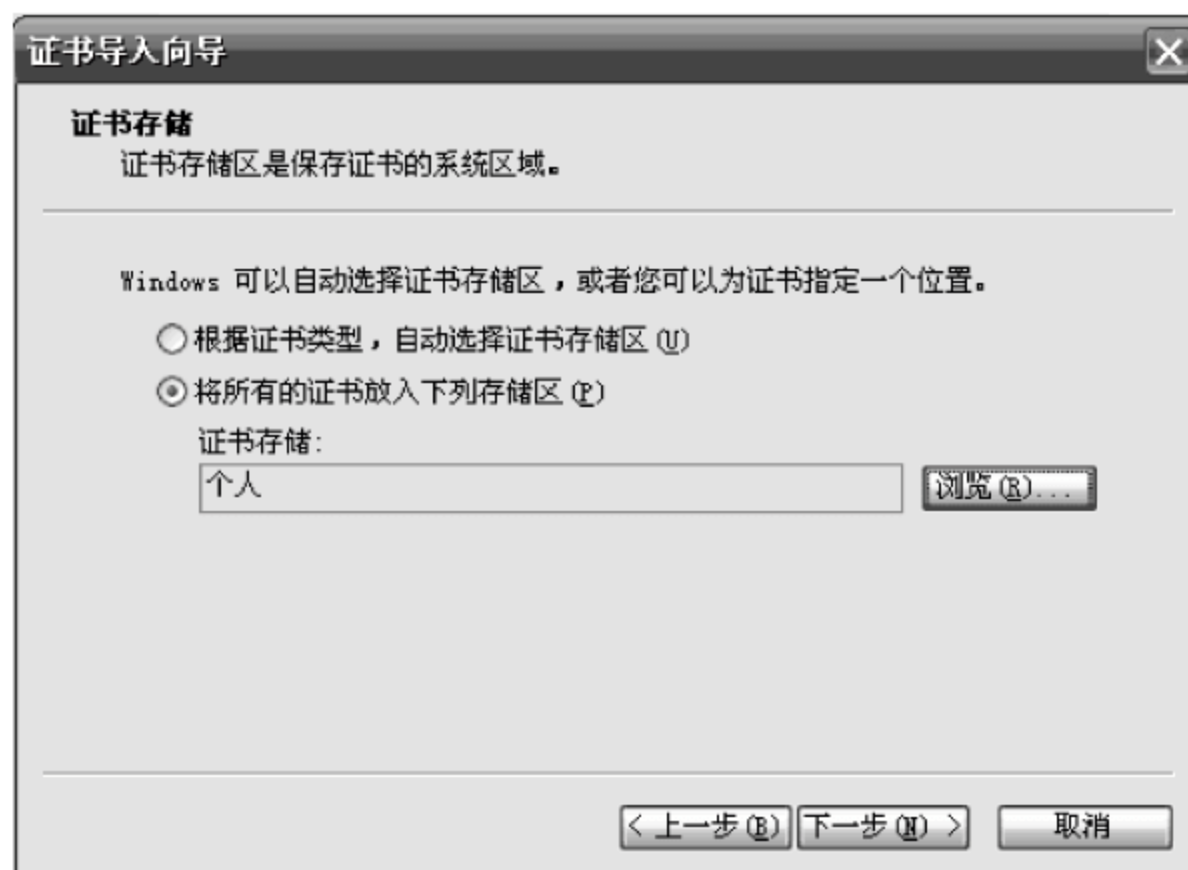 证书导入向导
证书存储
证书存储区是保存证书的系统区域。
Windows 可以自动选择证书存储区，或者您可以为证书指定一个位置。
根据证书类型，自动选择证书存储区(U)
将所有的证书放入下列存储区(P)
证书存储:
个人
浏览(R)...
< 上一步(B) 下一步(N) > 取消